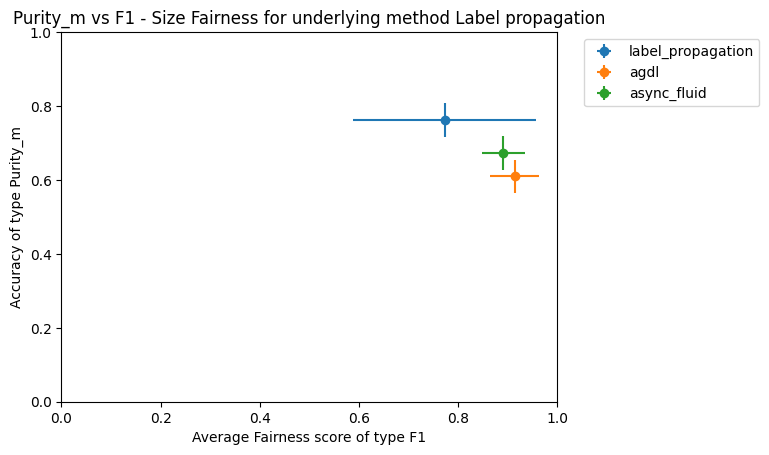 Purity_m vs F1 - Size Fairness for underlying method Label propagation
1.0
0.8
0.6
0.4
0.2
0.0
Accuracy of type Purity_m
0.0 0.2 0.4 0.6 0.8 1.0
Average Fairness score of type F1
label_propagation
agdl
async_fluid